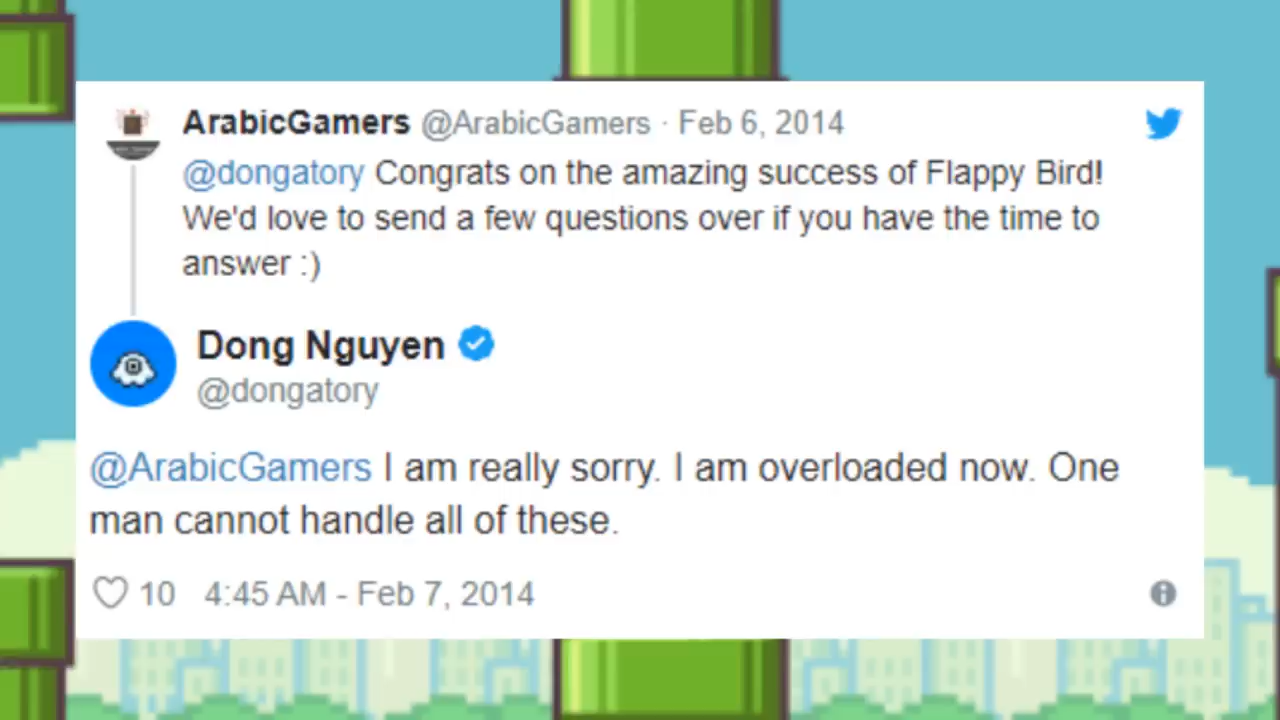 ArabicGamers @ArabicGamers · Feb 6, 2014
@dongatory Congrats on the amazing success of Flappy Bird!
We'd love to send a few questions over if you have the time to
answer :)
Dong Nguyen
@dongatory
@ArabicGamers I am really sorry. I am overloaded now. One
man cannot handle all of these.
10 4:45 AM - Feb 7, 2014